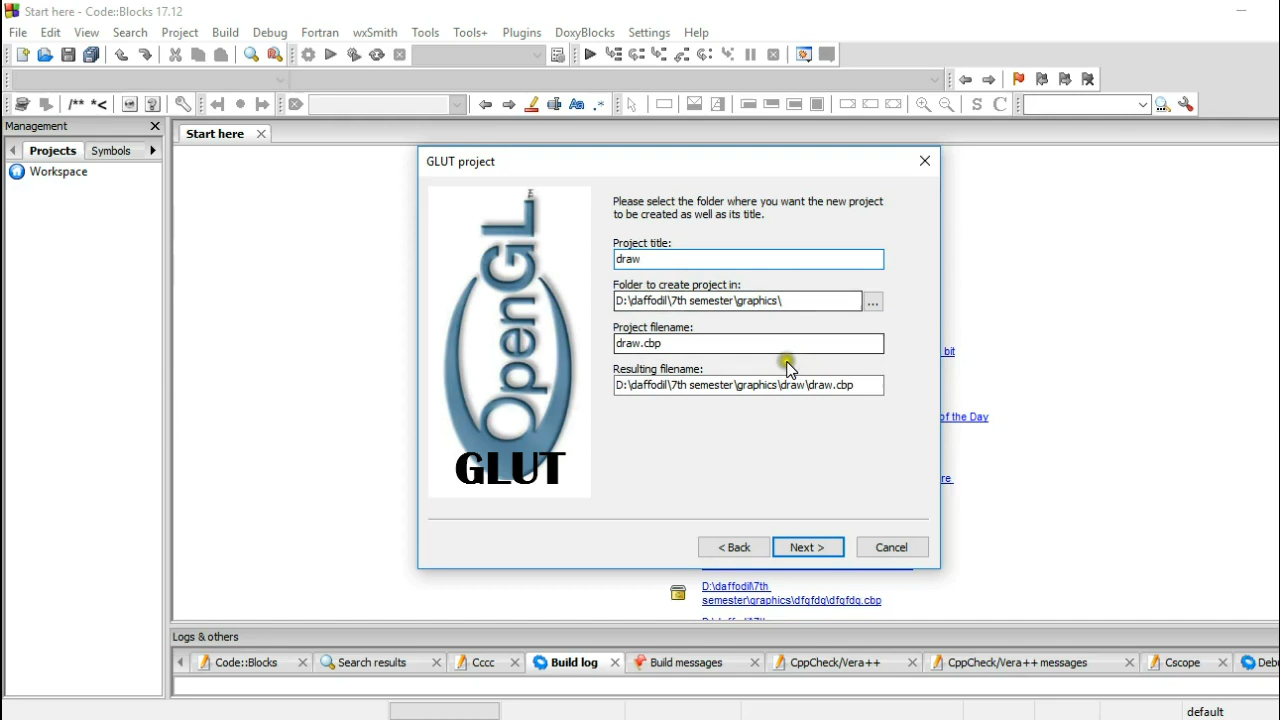 Start here - Code::Blocks 17.12
File Edit View Search Project Build Debug Fortran wxSmith Tools Tools+ Plugins DoxyBlocks Settings Help
/** *<
Aa .*
S C
Management
Projects Symbols
Workspace
Start here
GLUT project
OpenGL
GLUT
Please select the folder where you want the new project
to be created as well as its title.
Project title:
draw
Folder to create project in:
D:\daffodil\7th semester\graphics\
...
Project filename:
draw.cbp
Resulting filename:
D:\daffodil\7th semester\graphics\draw\draw.cbp
< Back Next > Cancel
bit
of the Day
re
D:\daffodil\7th
semester\graphics\dfgfdg\dfgfdg.cbp
Logs & others
Code::Blocks Search results Cccc Build log Build messages CppCheck/Vera++ CppCheck/Vera++ messages Cscope Deb
default